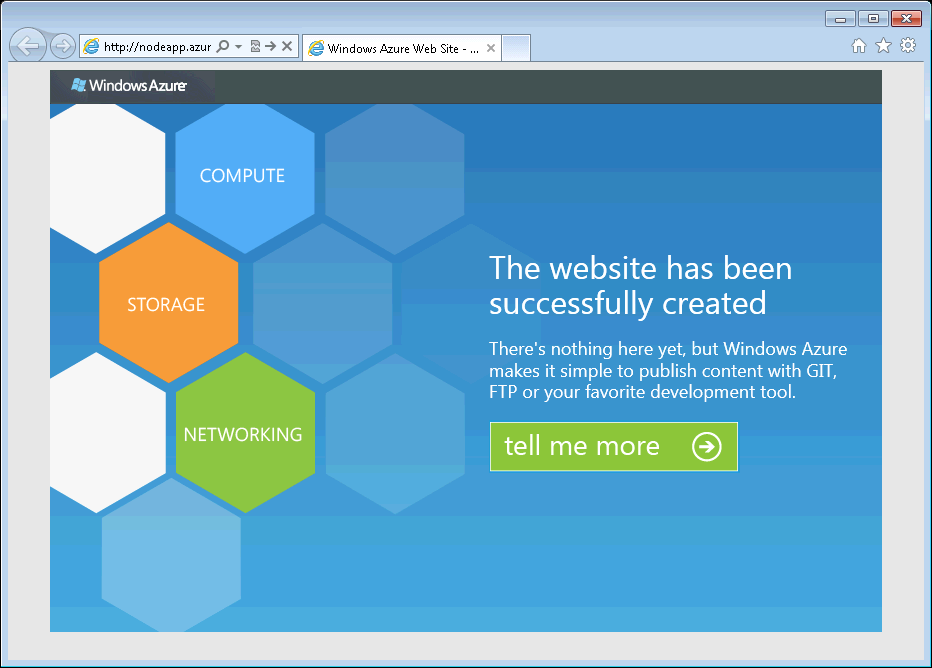 http://nodeapp.azur
Windows Azure Web Site - ...
Windows Azure
COMPUTE
STORAGE
NETWORKING
The website has been
successfully created
There's nothing here yet, but Windows Azure
makes it simple to publish content with GIT,
FTP or your favorite development tool.
tell me more